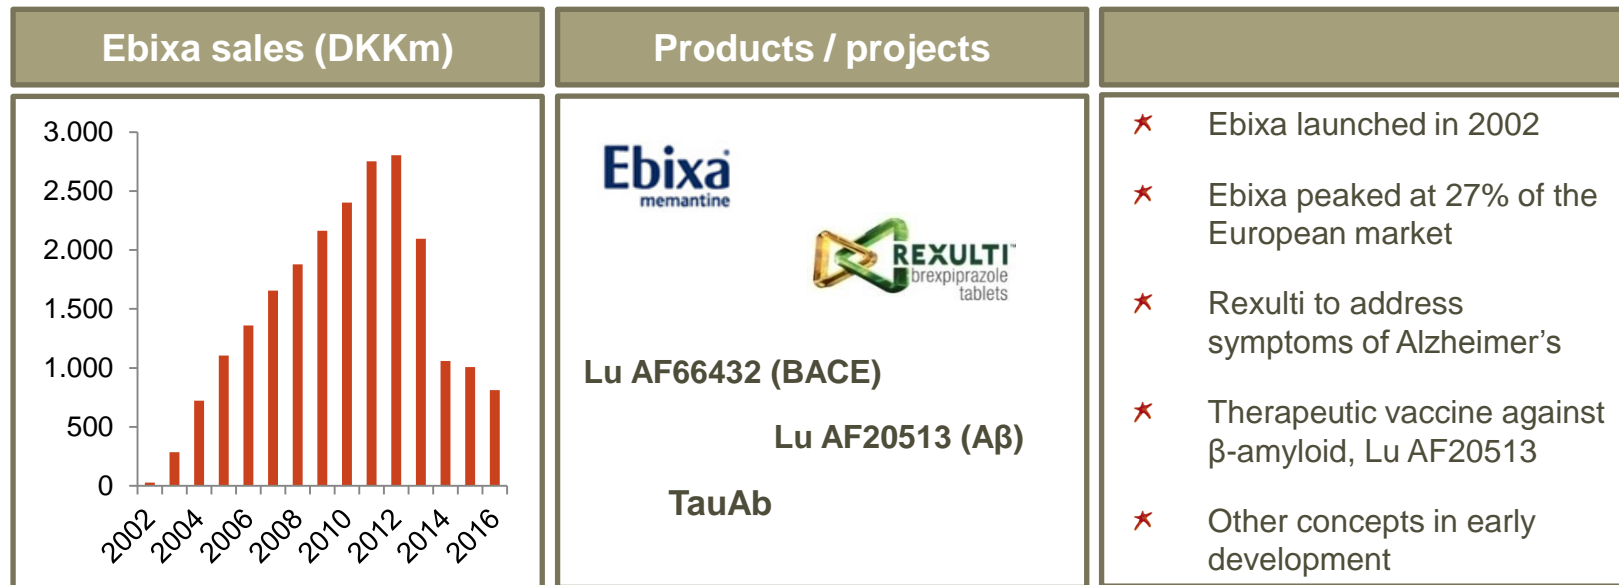 Ebixa sales (DKKm)
3.000
2.500
2.000
1.500
1.000
500
0
2002
2004
2006
2008
2010
2012
2014
2016
Products / projects
Ebixa
memantine
REXULTI™
brexpiprazole
tablets
Lu AF66432 (BACE)
Lu AF20513 (Aβ)
TauAb
Ebixa launched in 2002
Ebixa peaked at 27% of the
European market
Rexulti to address
symptoms of Alzheimer’s
Therapeutic vaccine against
β-amyloid, Lu AF20513
Other concepts in early
development